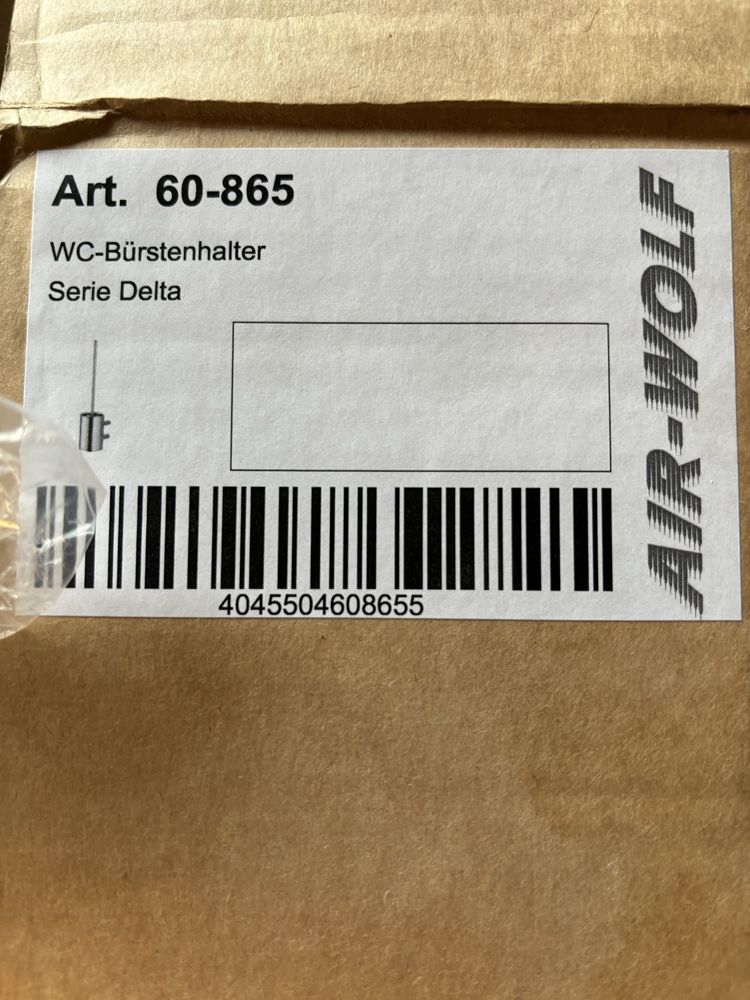 Art. 60-865
WC-Bürstenhalter
Serie Delta
4045504608655
AIR-WOLF